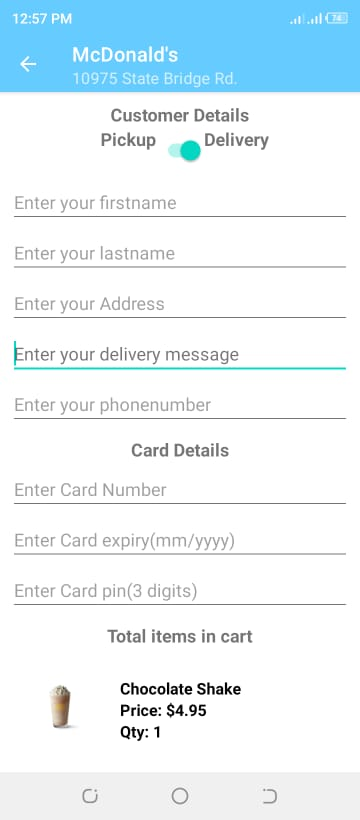 12:57 PM 74
McDonald's
10975 State Bridge Rd.
Customer Details
Pickup Delivery
Enter your firstname
Enter your lastname
Enter your Address
Enter your delivery message
Enter your phonenumber
Card Details
Enter Card Number
Enter Card expiry(mm/yyyy)
Enter Card pin(3 digits)
Total items in cart
Chocolate Shake
Price: $4.95
Qty: 1